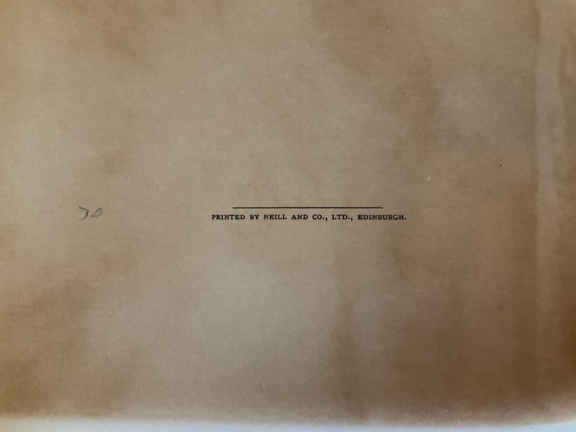 PRINTED BY NEILL AND CO., LTD., EDINBURGH.